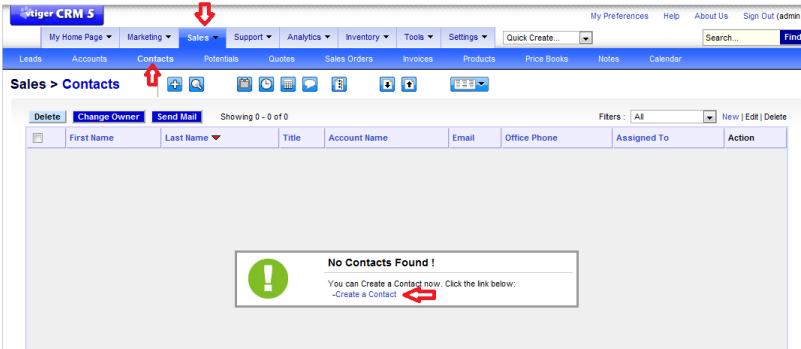 vtiger CRM 5
My Preferences Help About Us Sign Out (admin
My Home Page Marketing Sales Support Analytics Inventory Tools Settings Quick Create... Search... Find
Leads Accounts Contacts Potentials Quotes Sales Orders Invoices Products Price Books Notes Calendar
Sales > Contacts
Delete Change Owner Send Mail Showing 0 - 0 of 0 Filters : All New | Edit | Delete
First Name Last Name Title Account Name Email Office Phone Assigned To Action
No Contacts Found !
You can Create a Contact now. Click the link below:
-Create a Contact